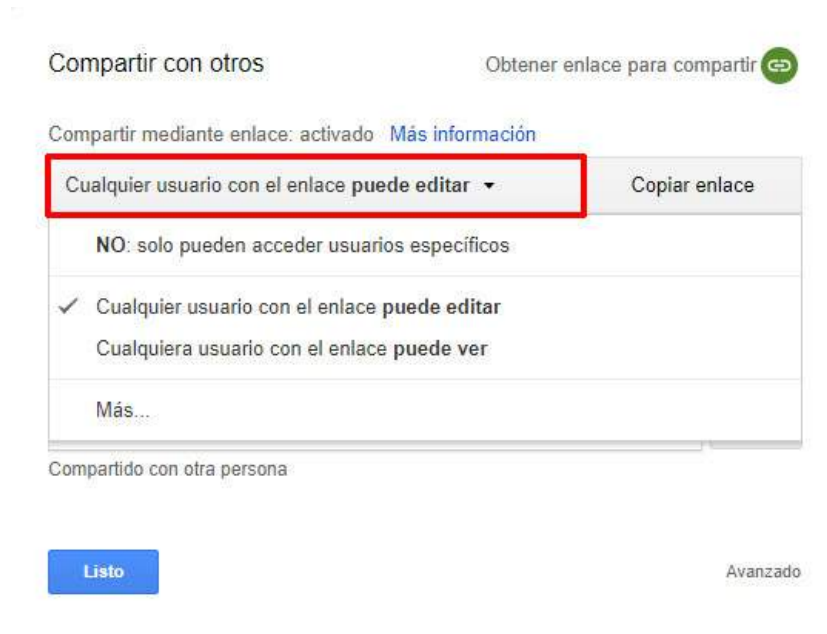 Compartir con otros
Obtener enlace para compartir
Compartir mediante enlace: activado Más información
Cualquier usuario con el enlace puede editar
Copiar enlace
NO: solo pueden acceder usuarios específicos
Cualquier usuario con el enlace puede editar
Cualquiera usuario con el enlace puede ver
Más...
Compartido con otra persona
Listo
Avanzado